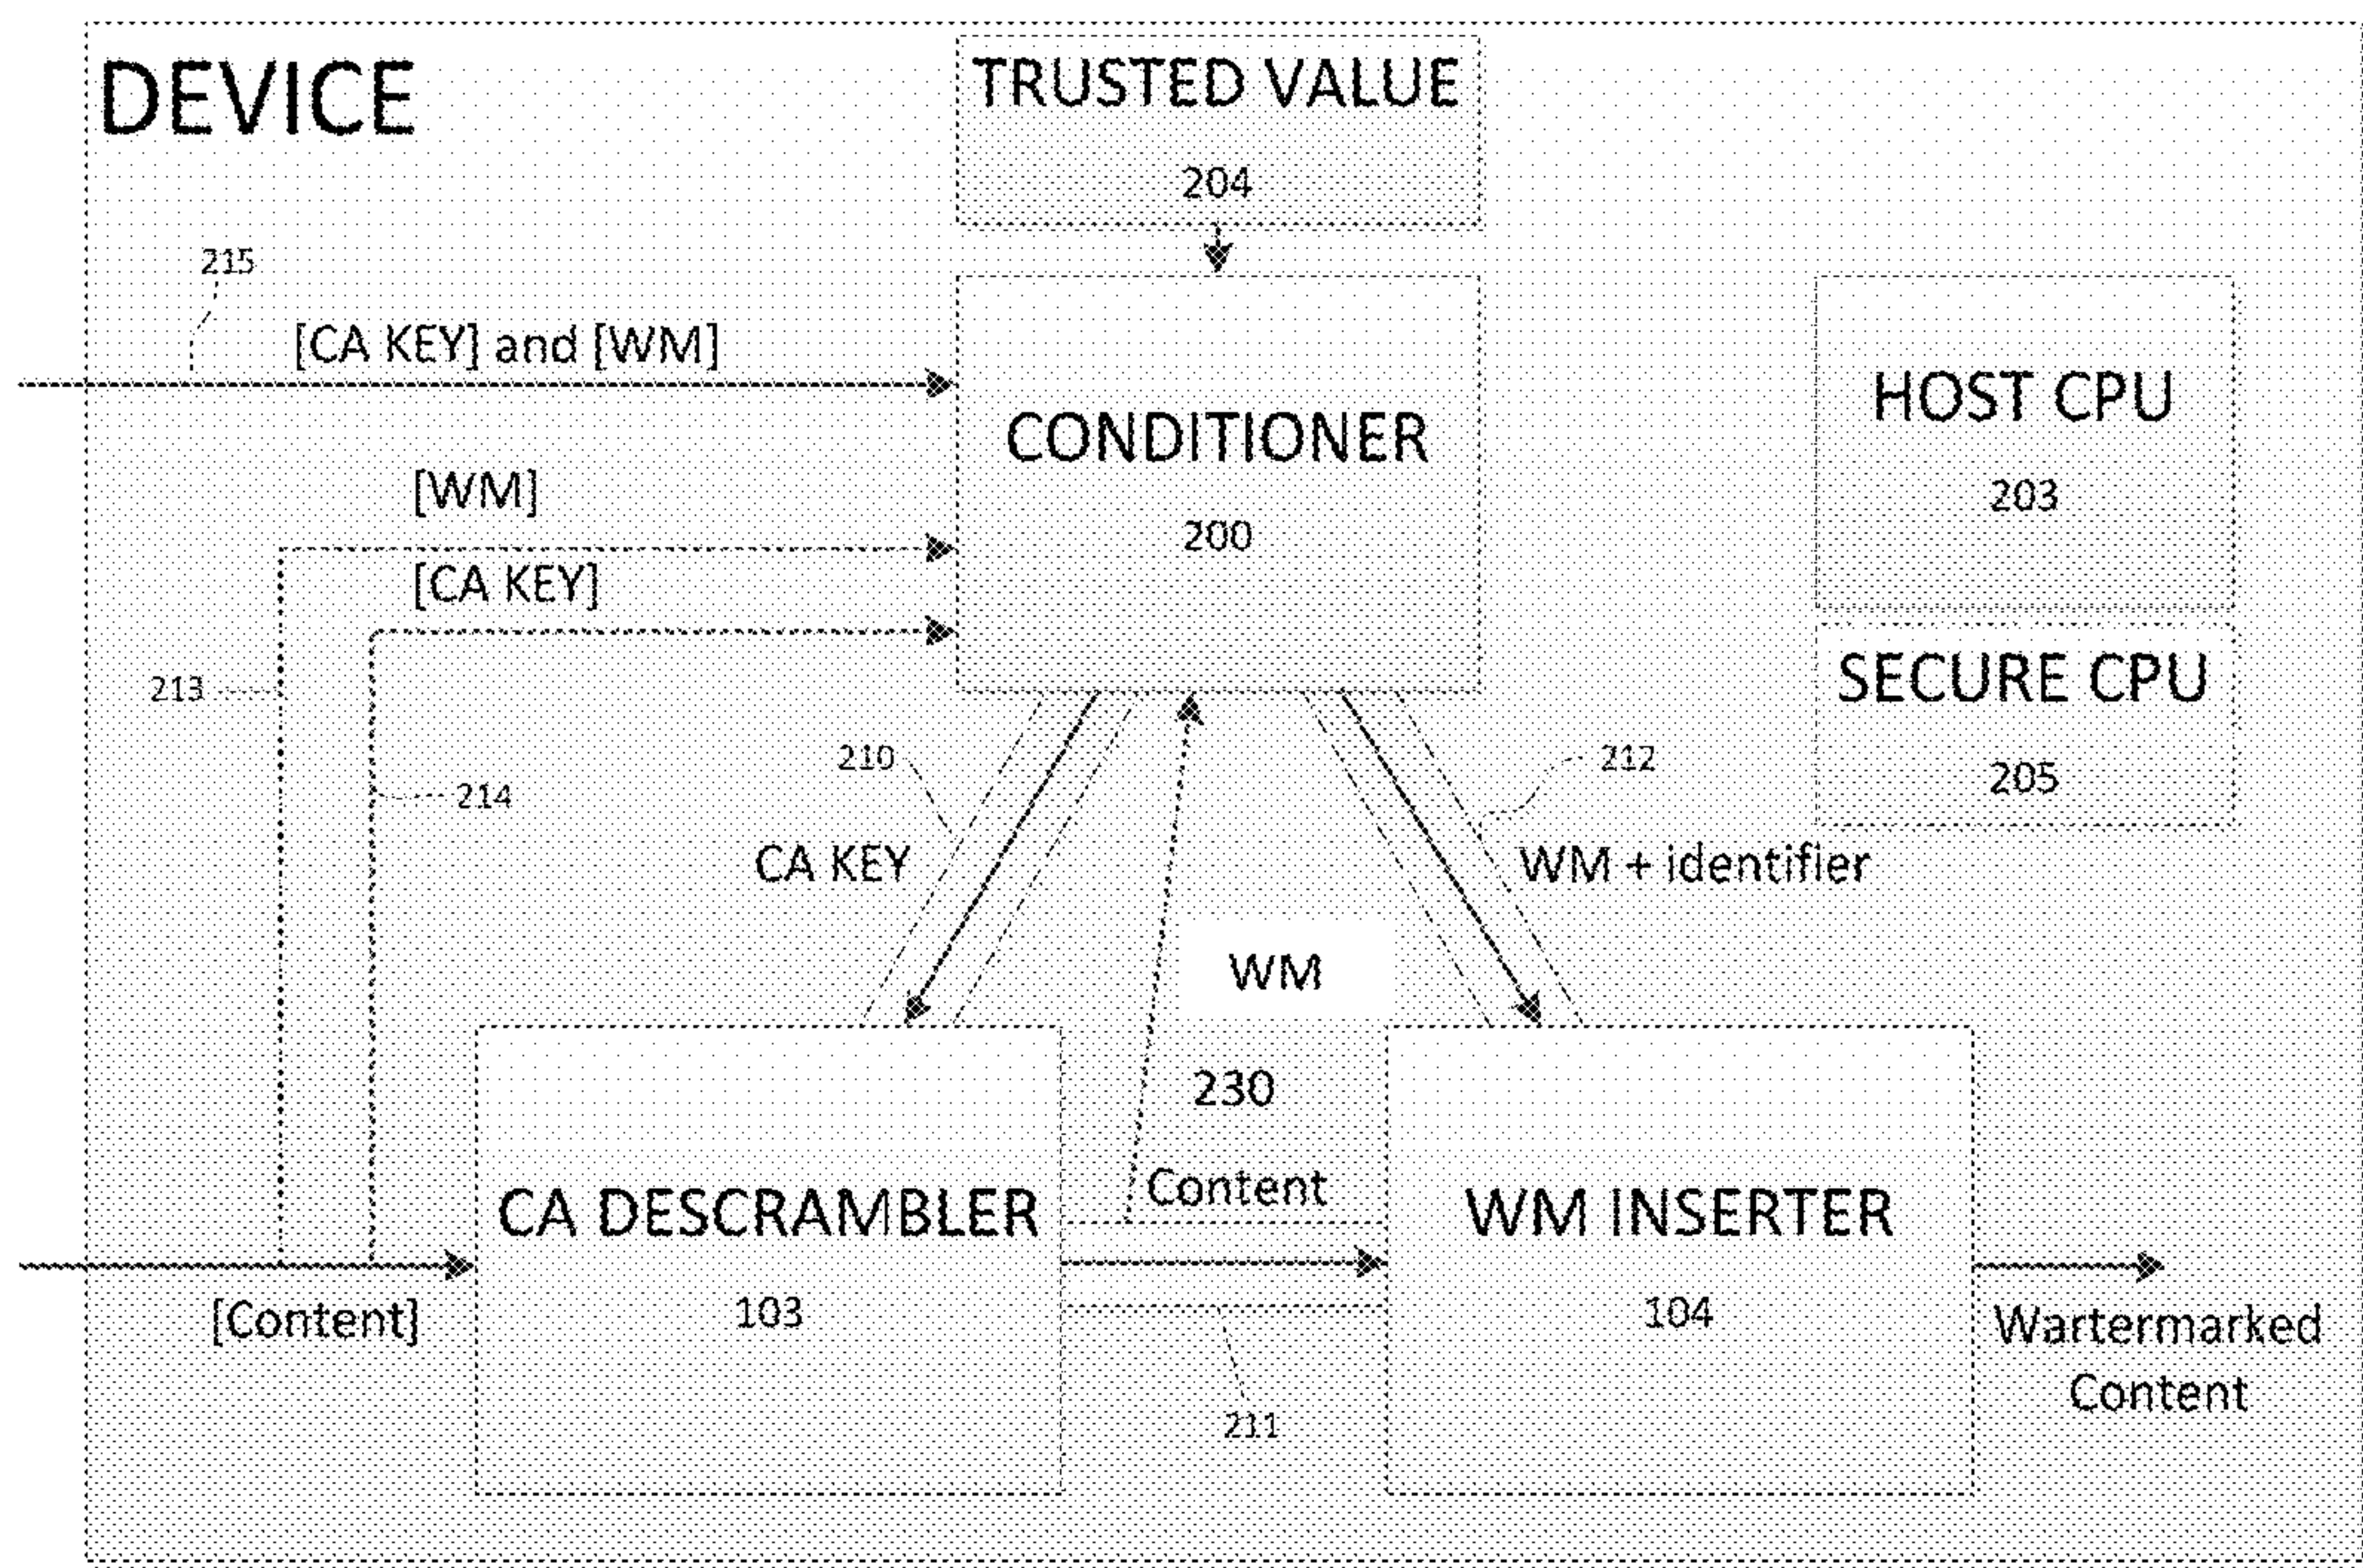 DEVICE
TRUSTED VALUE
204
215
[CA KEY] and [WM]
CONDITIONER
200
HOST CPU
203
[WM]
[CA KEY]
SECURE CPU
205
213
214
210
212
CA KEY
WM + identifier
WM
230
Content
CA DESCRAMBLER
103
WM INSERTER
104
[Content]
211
Wartermarked
Content